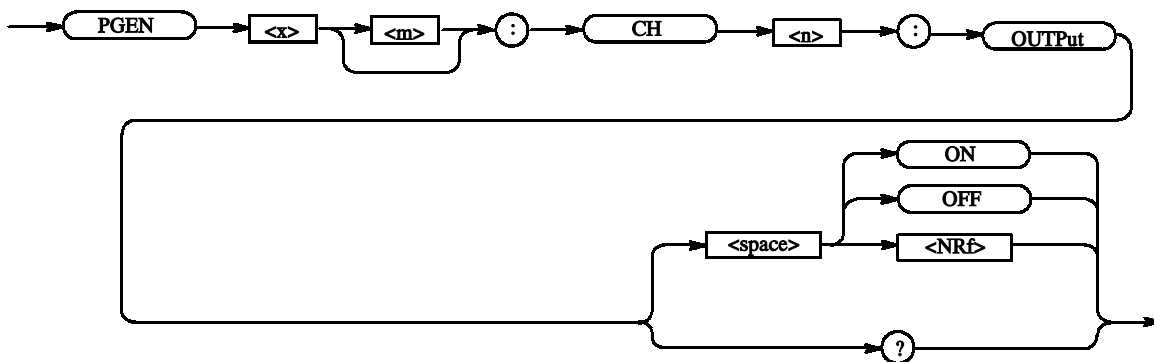 PGEN <x> <m> : CH <n> : OUTPut
ON
OFF
<space> <NRf>
?